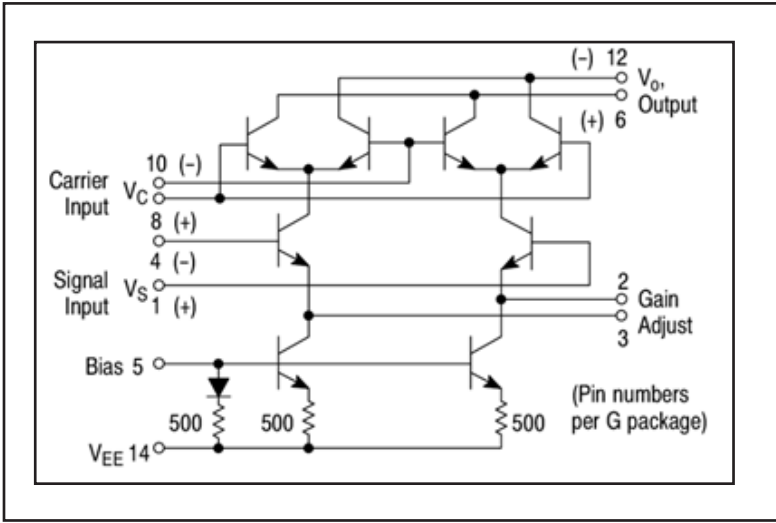 (–) 12
Vo,
Output
(+) 6
10 (–)
Carrier
Input
VC
8 (+)
4 (–)
Signal
Input
VS
1 (+)
2
Gain
Adjust
3
Bias 5
500
500
500
(Pin numbers
per G package)
VEE 14